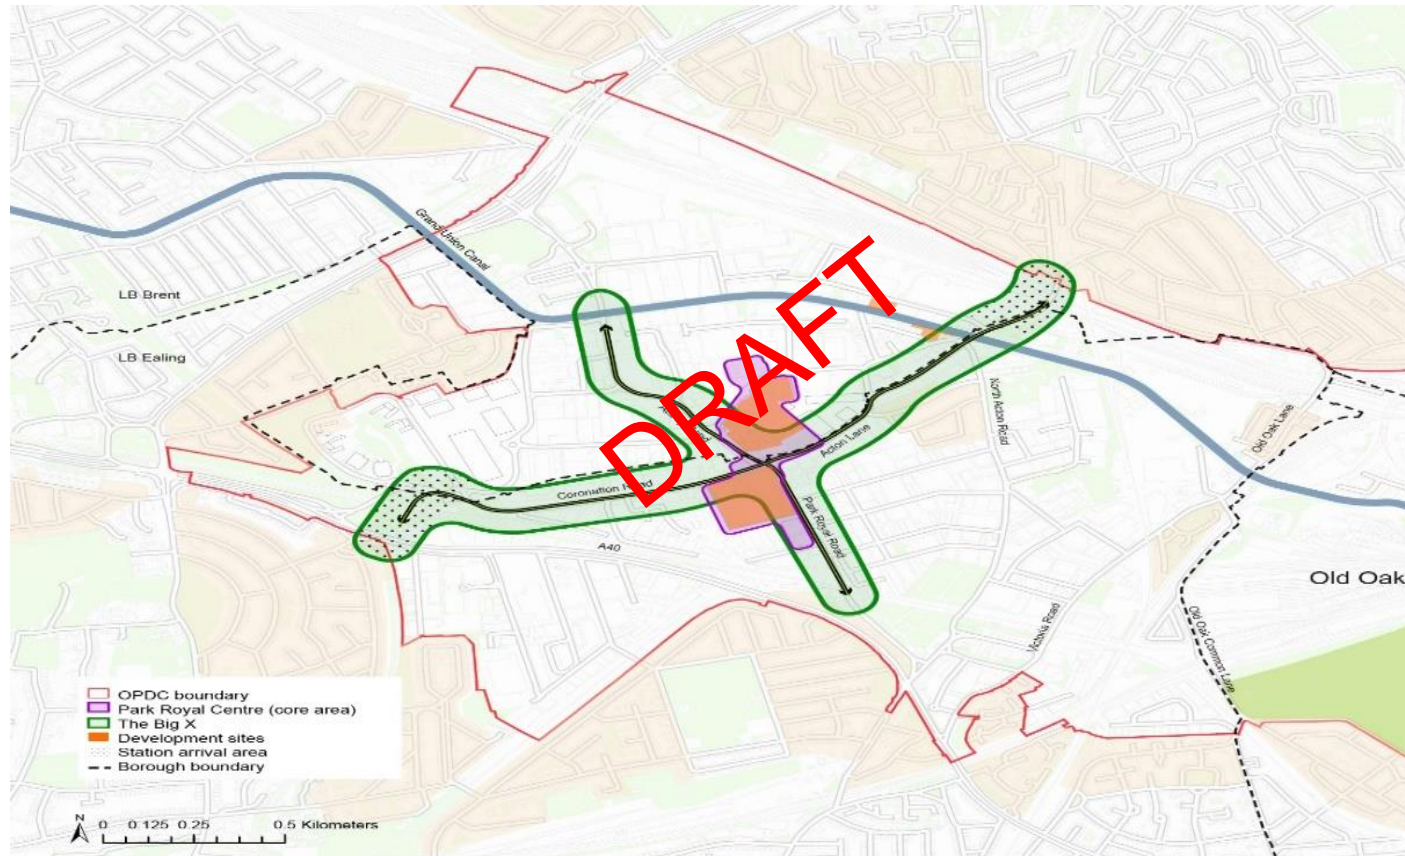 Grand Union Canal
LB Brent
LB Ealing
DRAFT
North Acton Road
Old Oak Lane
Acton Lane
Coronation Road
Park Royal Road
A40
Old Oak
Victoria Road
Old Oak Common Lane
OPDC boundary
Park Royal Centre (core area)
The Big X
Development sites
Station arrival area
Borough boundary
N
0 0.125 0.25 0.5 Kilometers